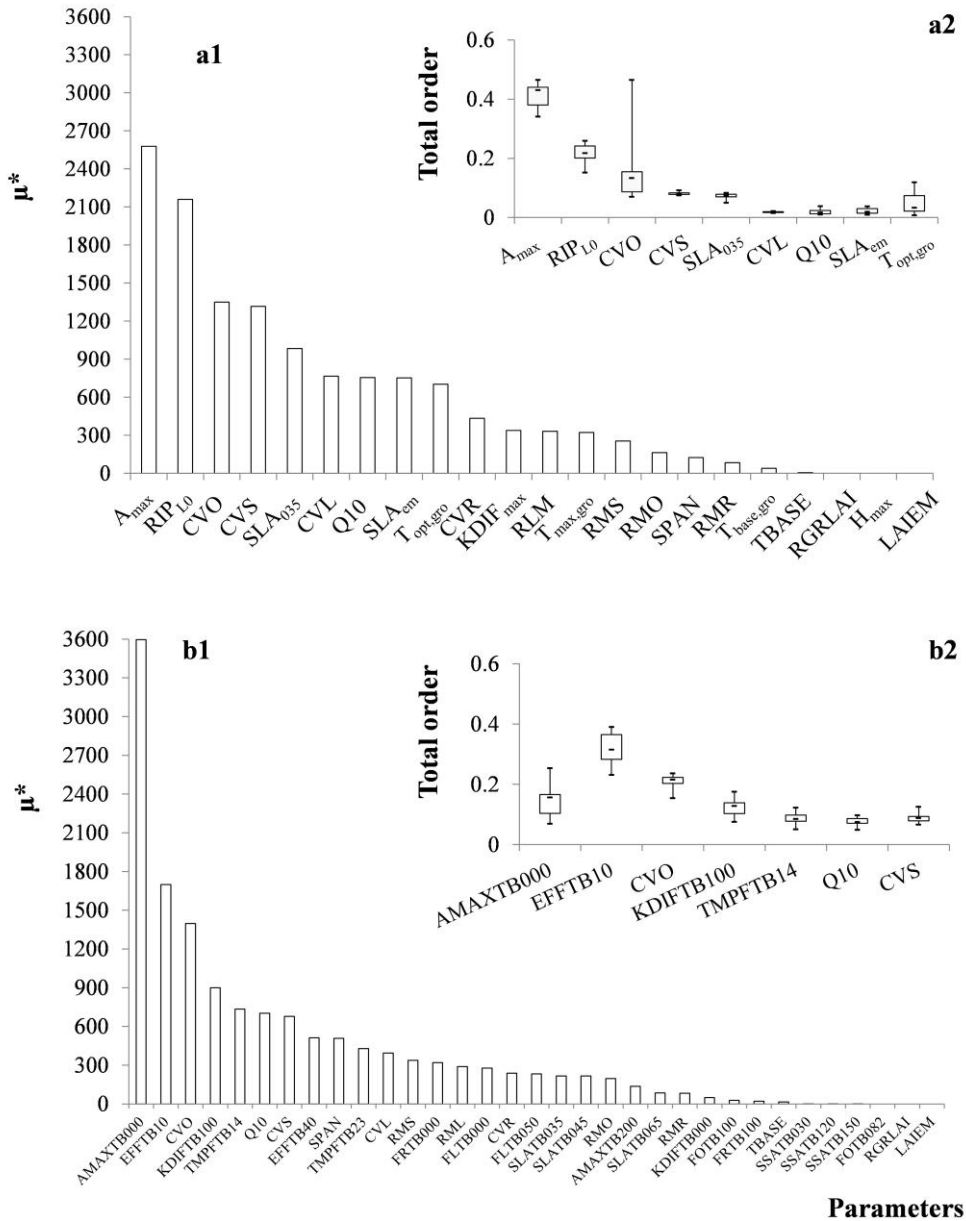 a1
a2
3600
3300
3000
2700
2400
2100
1800
1500
1200
900
600
300
0
μ*
Total order
0.6
0.4
0.2
0
Amax
RIPL0
CVO
CVS
SLA035
CVL
Q10
SLAem
Topt,gro
Amax
RIPL0
CVO
CVS
SLA035
CVL
Q10
SLAem
Topt,gro
CVR
KDIFmax
RLM
Tmax,gro
RMS
RMO
SPAN
RMR
Tbase,gro
TBASE
RGRLAI
Hmax
LAIEM
b1
b2
3600
3300
3000
2700
2400
2100
1800
1500
1200
900
600
300
0
μ*
Total order
0.6
0.4
0.2
0
AMAXTB000
EFFTB10
CVO
KDIFTB100
TMPFTB14
Q10
CVS
AMAXTB000
EFFTB10
CVO
KDIFTB100
TMPFTB14
Q10
CVS
EFFTB40
SPAN
TMPFTB23
CVL
RMS
FRTB000
RML
FLTB000
CVR
FLTB050
SLATB035
SLATB045
RMO
AMAXTB200
SLATB065
RMR
KDIFTB000
FOTB100
FRTB100
TBASE
SSATB030
SSATB120
SSATB150
FOTB082
RGRLAI
LAIEM
Parameters